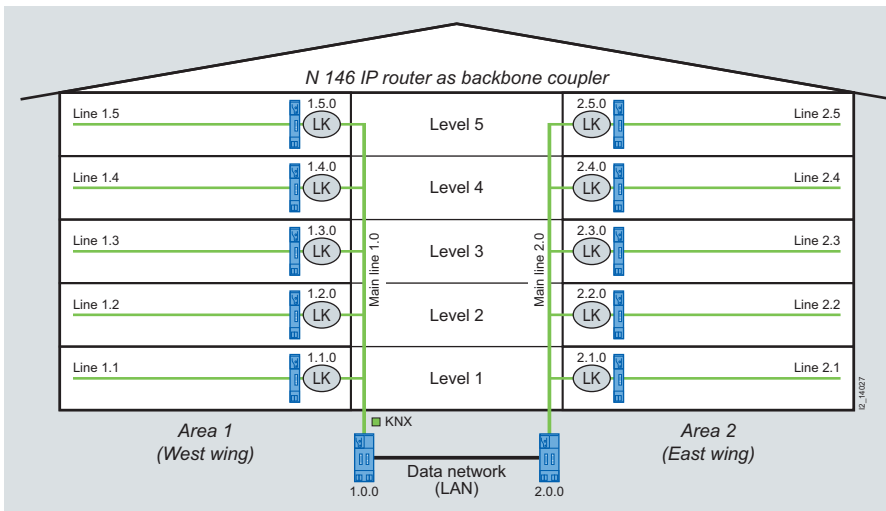 N 146 IP router as backbone coupler
Line 1.5
1.5.0
LK
Level 5
2.5.0
LK
Line 2.5
Line 1.4
1.4.0
LK
Level 4
2.4.0
LK
Line 2.4
Line 1.3
1.3.0
LK
Main line 1.0
Level 3
Main line 2.0
2.3.0
LK
Line 2.3
Line 1.2
1.2.0
LK
Level 2
2.2.0
LK
Line 2.2
Line 1.1
1.1.0
LK
Level 1
2.1.0
LK
Line 2.1
I2_14027
Area 1
(West wing)
KNX
Area 2
(East wing)
Data network
(LAN)
1.0.0
2.0.0